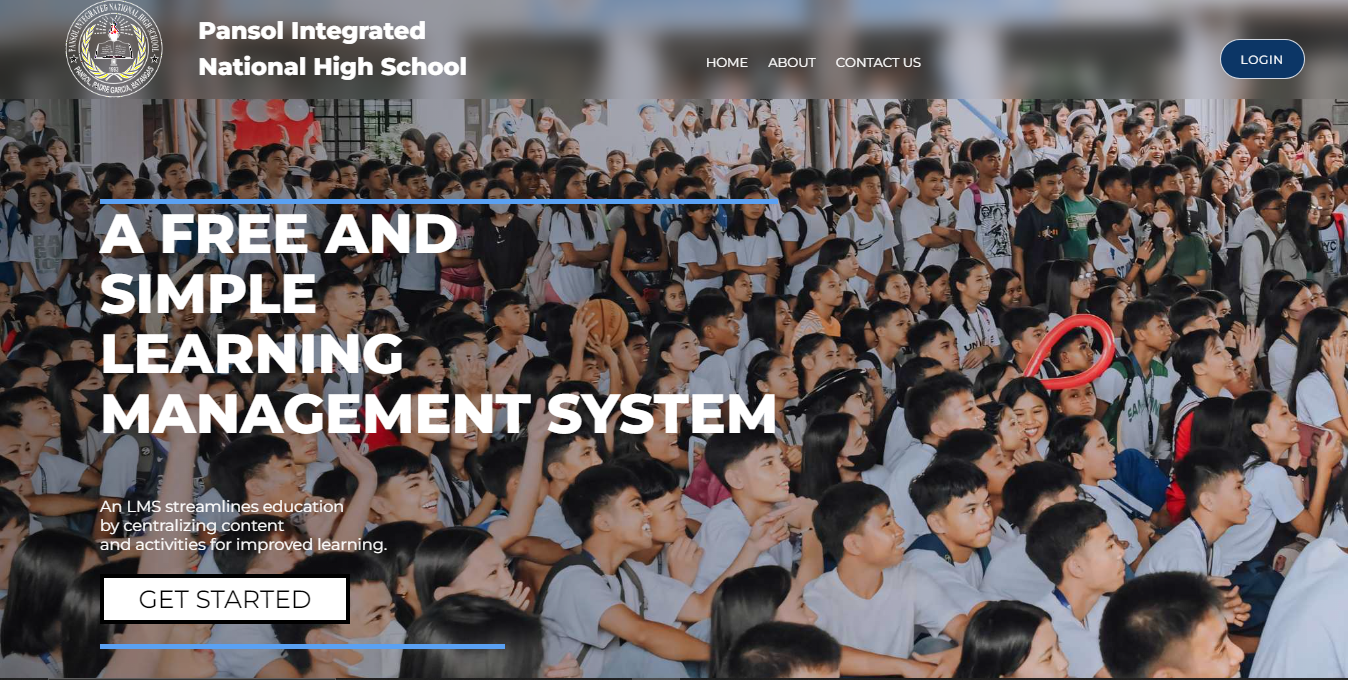 PANSOL INTEGRATED NATIONAL HIGH SCHOOL
PANSOL, PADRE GARCIA, BATANGAS
Pansol Integrated
National High School
HOME
ABOUT
CONTACT US
LOGIN
A FREE AND
SIMPLE
LEARNING
MANAGEMENT SYSTEM
An LMS streamlines education
by centralizing content
and activities for improved learning.
GET STARTED